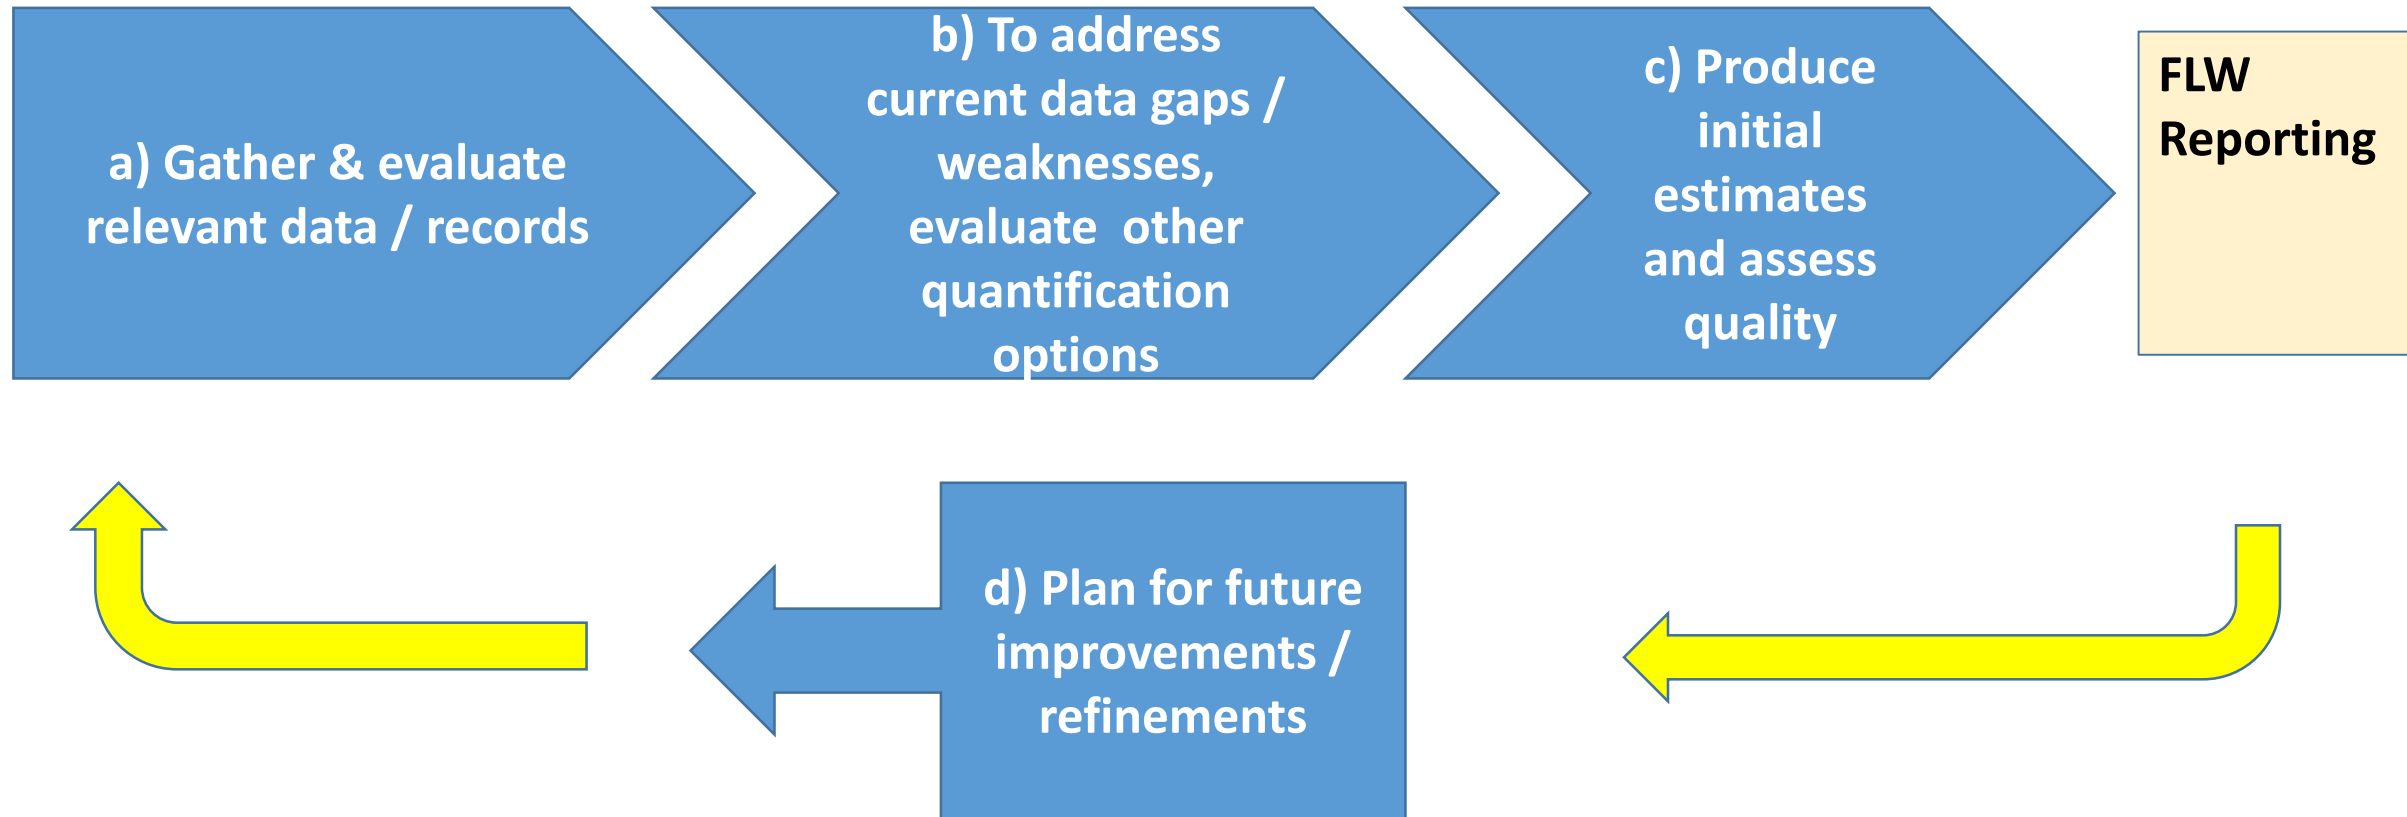 a) Gather & evaluate
relevant data / records
b) To address
current data gaps /
weaknesses,
evaluate  other
quantification
options
c) Produce
initial
estimates
and assess
quality
FLW
Reporting
d) Plan for future
improvements /
refinements